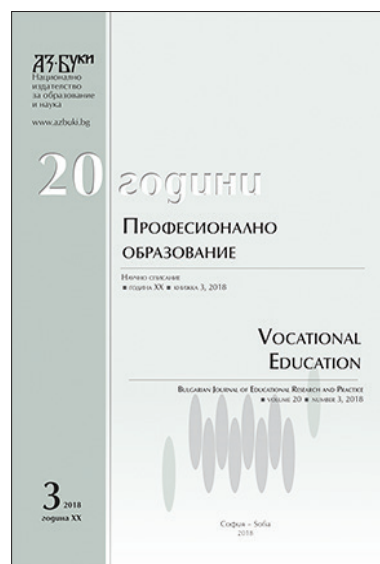 АЗ·БУКИ
Национално
издателство
за образование
и наука
www.azbuki.bg
20 години
Професионално
образование
Научно списание
■ година XX ■ книжка 3, 2018
Vocational
Education
Bulgarian Journal of Educational Research and Practice
■ volume 20 ■ number 3, 2018
3 2018
година XX
София – Sofia
2018